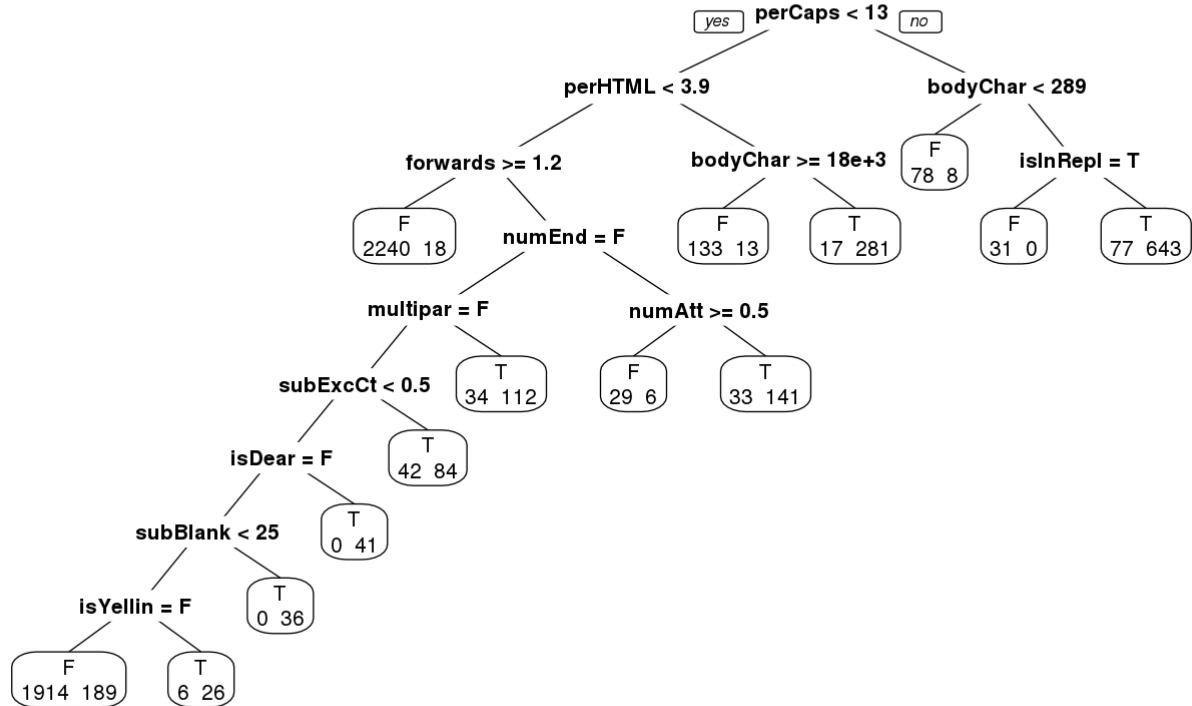 yes perCaps < 13 no
perHTML < 3.9 bodyChar < 289
forwards >= 1.2 bodyChar >= 18e+3 F isInRepl = T
78 8
F numEnd = F F T F T
2240 18 133 13 17 281 31 0 77 643
multipar = F numAtt >= 0.5
subExcCt < 0.5 T F T
34 112 29 6 33 141
isDear = F T
42 84
subBlank < 25 T
0 41
isYellin = F T
0 36
F T
1914 189 6 26